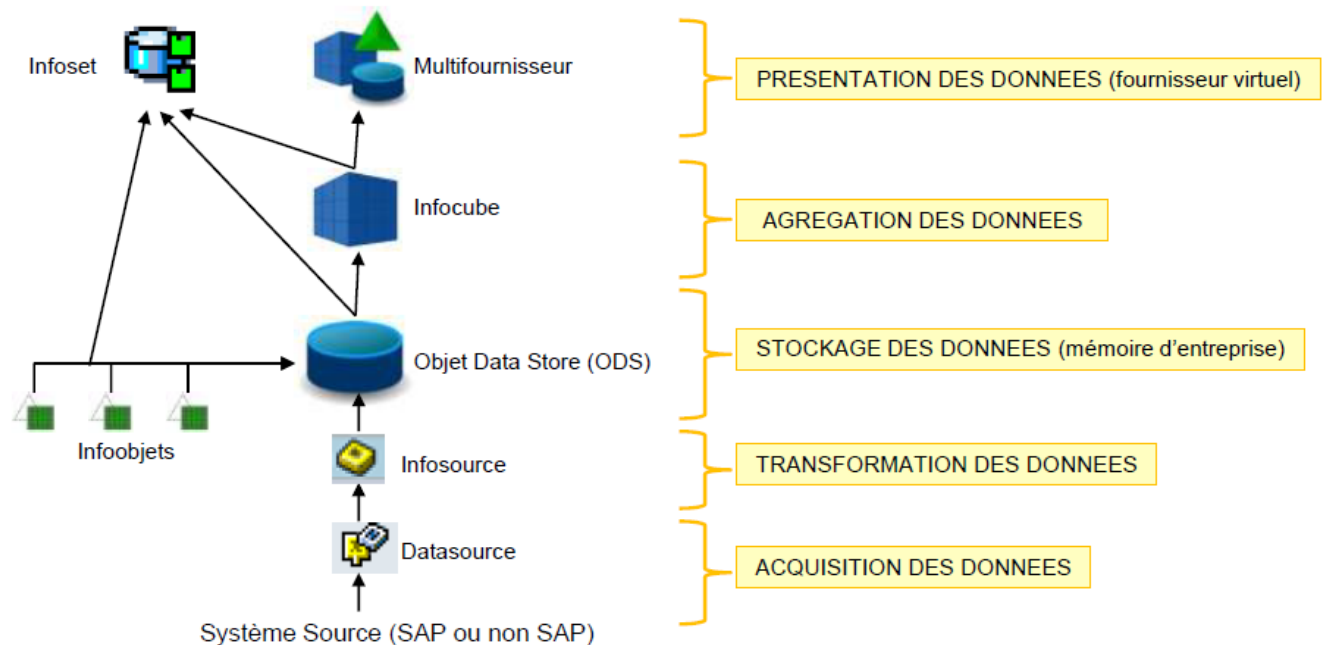 Infoset
Multifournisseur
PRESENTATION DES DONNEES (fournisseur virtuel)
Infocube
AGREGATION DES DONNEES
Objet Data Store (ODS)
STOCKAGE DES DONNEES (mémoire d'entreprise)
Infoobjets
Infosource
TRANSFORMATION DES DONNEES
Datasource
ACQUISITION DES DONNEES
Système Source (SAP ou non SAP)